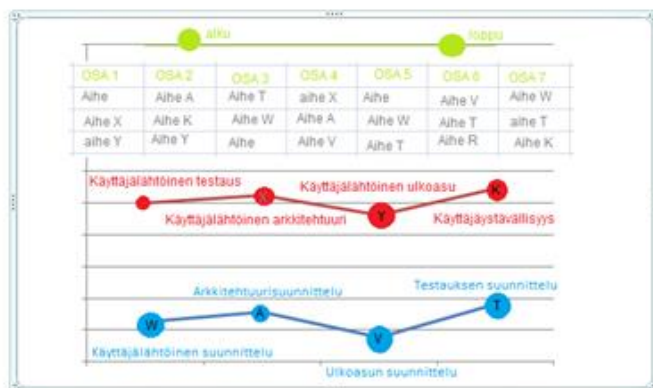 alku loppu
OSA 1 OSA 2 OSA 3 OSA 4 OSA 5 OSA 6 OSA 7
Aihe Aihe A Aihe T aihe X Aihe Aihe V Aihe W
Aihe X Aihe K Aihe W Aihe A Aihe W Aihe T aihe T
aihe Y Aihe Y Aihe Aihe V Aihe T Aihe R Aihe K
Käyttäjälähtöinen testaus Käyttäjälähtöinen ulkoasu
X K
Käyttäjälähtöinen arkkitehtuuri Y Käyttäjäystävällisyys
Arkkitehtuurisuunnittelu Testauksen suunnittelu
W A V T
Käyttäjälähtöinen suunnittelu
Ulkoasun suunnittelu